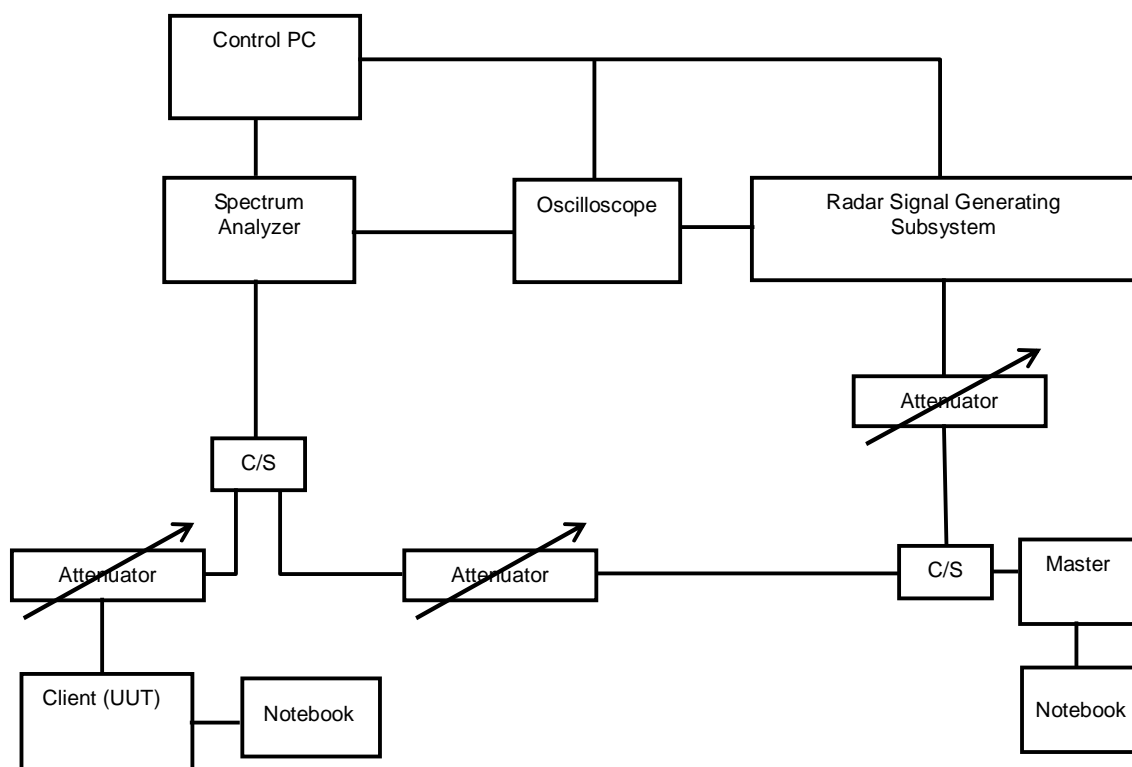 Control PC
Spectrum
Analyzer
Oscilloscope
Radar Signal Generating
Subsystem
Attenuator
C/S
Attenuator
Attenuator
C/S
Master
Client (UUT)
Notebook
Notebook